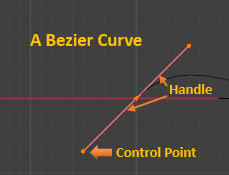 A Bezier Curve
Handle
Control Point